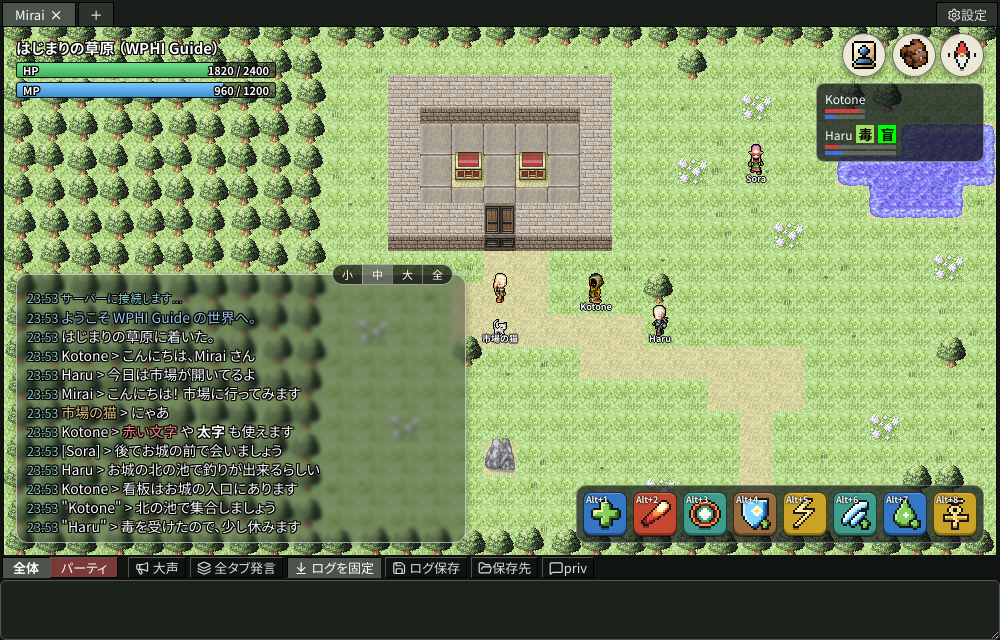 Mirai ×
+
設定
はじまりの草原 (WPHI Guide)
HP 1820 / 2400
MP 960 / 1200
Kotone
Haru 毒 盲
Sora
Kotone
市場の猫
Haru
小 中 大 全
23:53 サーバーに接続します...
23:53 ようこそ WPHI Guide の世界へ。
23:53 はじまりの草原に着いた。
23:53 Kotone > こんにちは、Mirai さん
23:53 Haru > 今日は市場が開いてるよ
23:53 Mirai > こんにちは! 市場に行ってみます
23:53 市場の猫 > にゃあ
23:53 Kotone > 赤い文字 や 太字 も使えます
23:53 [Sora] > 後でお城の前で会いましょう
23:53 Haru > お城の北の池で釣りが出来るらしい
23:53 Kotone > 看板はお城の入口にあります
23:53 "Kotone" > 北の池で集合しましょう
23:53 "Haru" > 毒を受けたので、少し休みます
Alt+1 Alt+2 Alt+3 Alt+4 Alt+5 Alt+6 Alt+7 Alt+8
全体 パーティ 大声 全タブ発言 ログを固定 ログ保存 保存先 priv